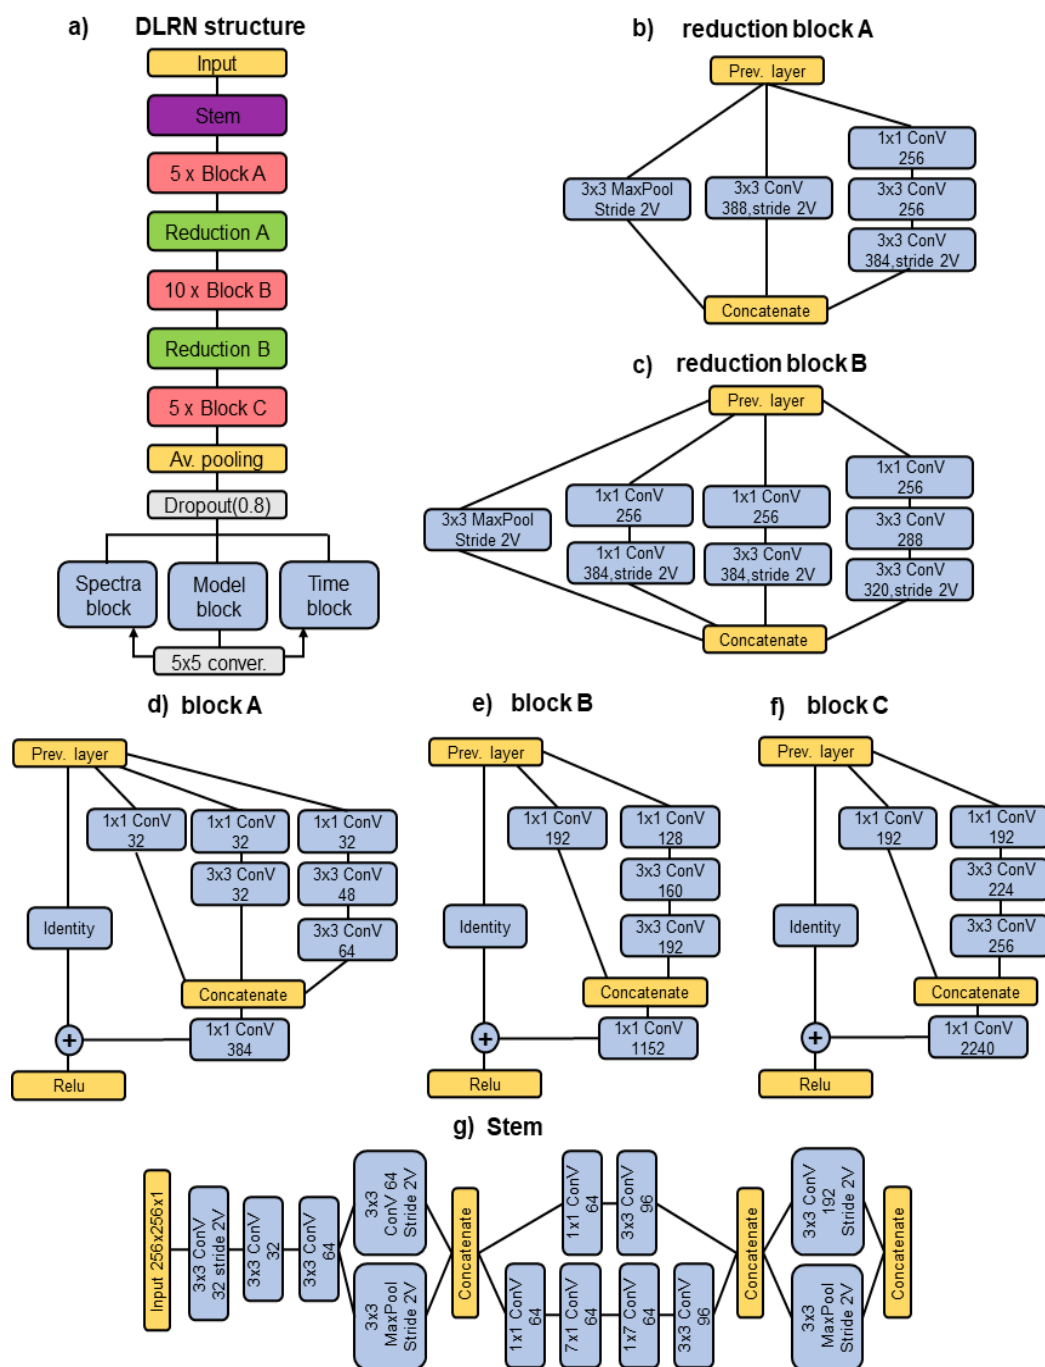 a) DLRN structure
Input
Stem
5 x Block A
Reduction A
10 x Block B
Reduction B
5 x Block C
Av. pooling
Dropout(0.8)
Spectra
block
Model
block
Time
block
5x5 conver.
b) reduction block A
Prev. layer
3x3 MaxPool
Stride 2V
3x3 ConV
388,stride 2V
1x1 ConV
256
3x3 ConV
256
3x3 ConV
384,stride 2V
Concatenate
c) reduction block B
Prev. layer
3x3 MaxPool
Stride 2V
1x1 ConV
256
1x1 ConV
384,stride 2V
1x1 ConV
256
3x3 ConV
384,stride 2V
1x1 ConV
256
3x3 ConV
288
3x3 ConV
320,stride 2V
Concatenate
d) block A
Prev. layer
Identity
1x1 ConV
32
1x1 ConV
32
3x3 ConV
32
1x1 ConV
32
3x3 ConV
48
3x3 ConV
64
Concatenate
1x1 ConV
384
+
Relu
e) block B
Prev. layer
Identity
1x1 ConV
192
1x1 ConV
128
3x3 ConV
160
3x3 ConV
192
Concatenate
1x1 ConV
1152
+
Relu
f) block C
Prev. layer
Identity
1x1 ConV
192
1x1 ConV
192
3x3 ConV
224
3x3 ConV
256
Concatenate
1x1 ConV
2240
+
Relu
g) Stem
Input 256x256x1
3x3 ConV
32 stride 2V
3x3 ConV
32
3x3 ConV
64
3x3
ConV 64
Stride 2V
3x3
MaxPool
Stride 2V
Concatenate
1x1 ConV
64
3x3 ConV
96
1x1 ConV
64
7x1 ConV
64
1x7 ConV
64
3x3 ConV
96
Concatenate
3x3 ConV
192
Stride 2V
3x3
MaxPool
Stride 2V
Concatenate